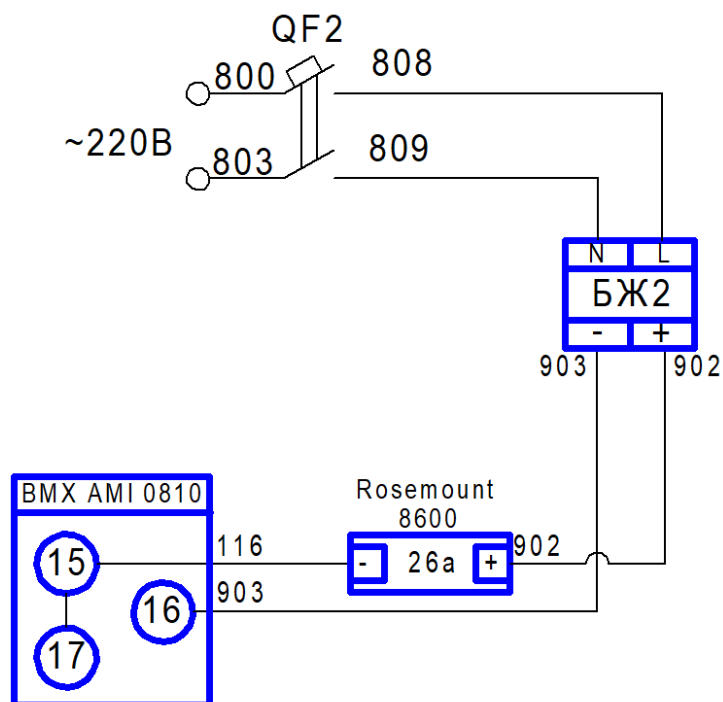 QF2
800
808
~220В
803
809
N
L
БЖ2
-
+
903
902
BMX AMI 0810
Rosemount
8600
15
116
-
26a
+
902
16
903
17